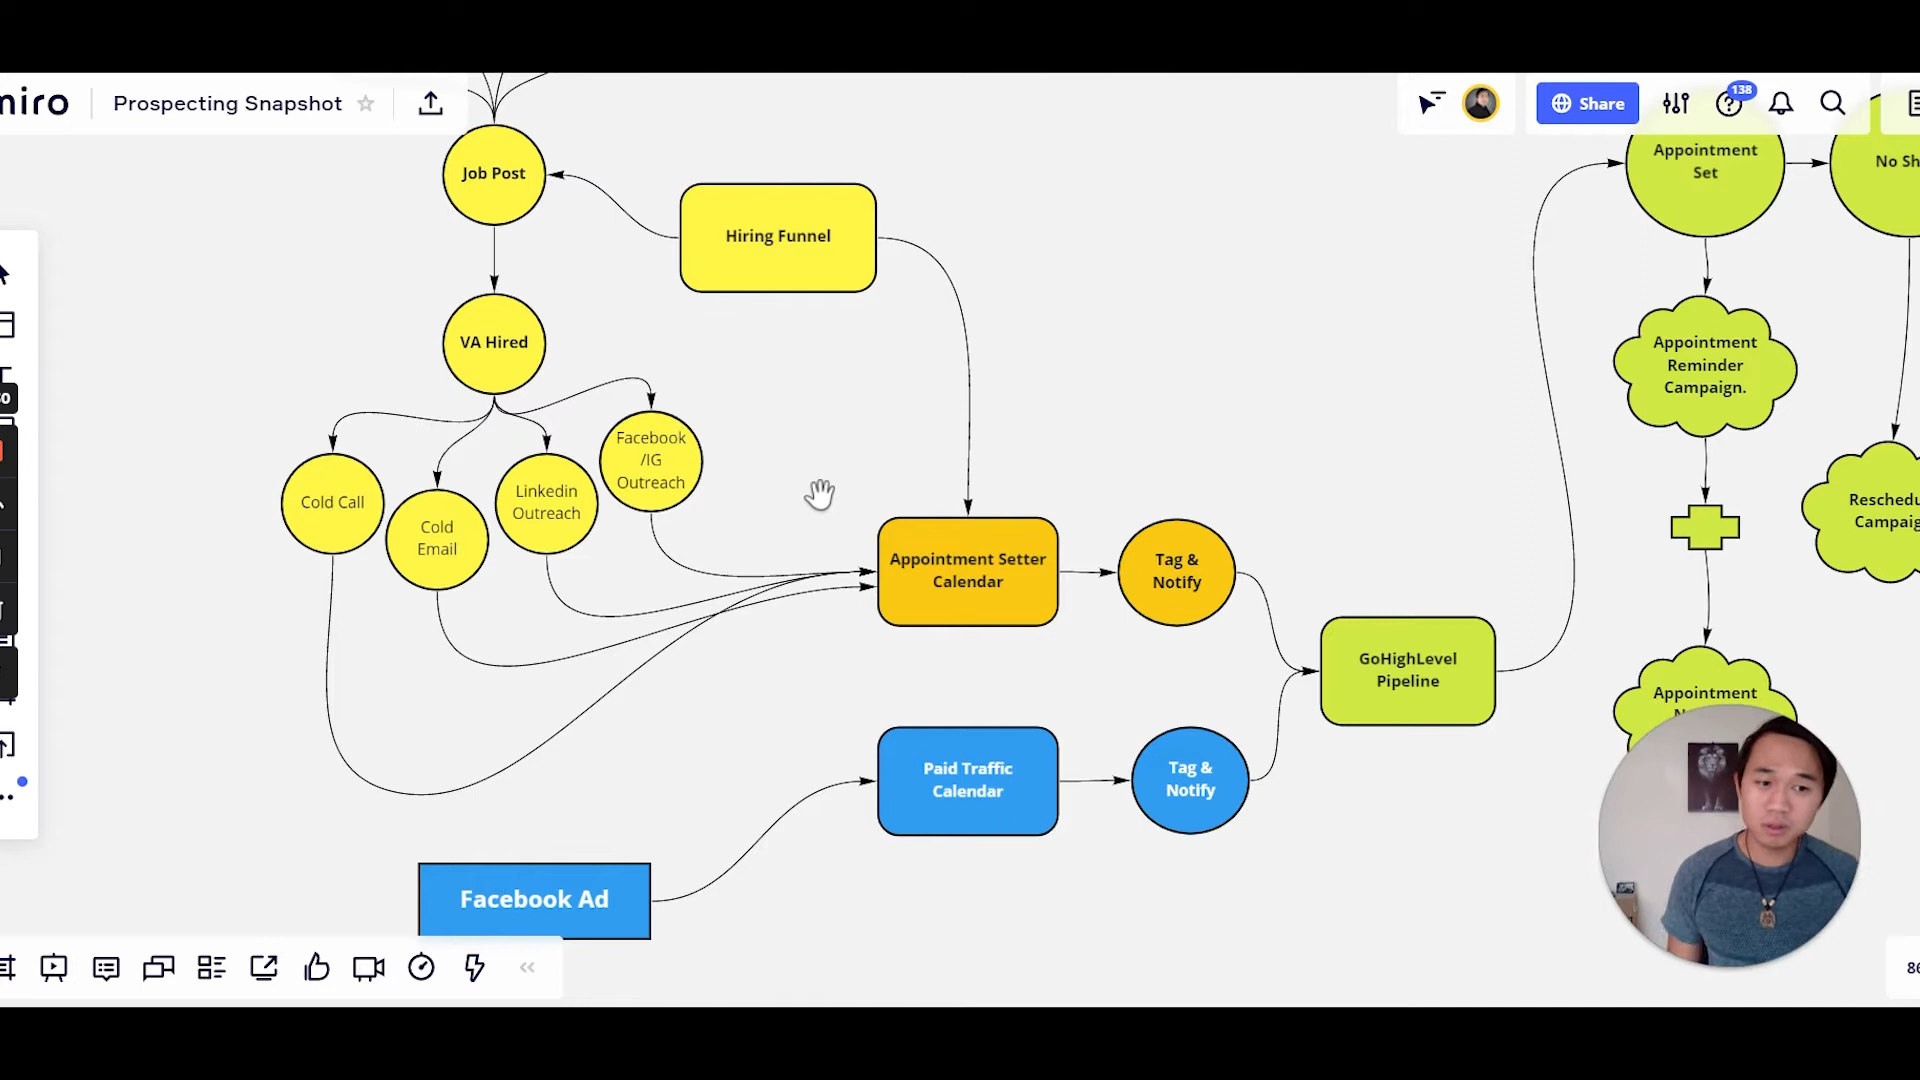 miro
Prospecting Snapshot
Share
138
Job Post
Hiring Funnel
Appointment
Set
No Sh
VA Hired
Appointment
Reminder
Campaign.
Facebook
/IG
Outreach
Cold Call
Cold
Email
Linkedin
Outreach
Reschedu
Campaig
Appointment Setter
Calendar
Tag &
Notify
GoHighLevel
Pipeline
Appointment
Paid Traffic
Calendar
Tag &
Notify
Facebook Ad
86